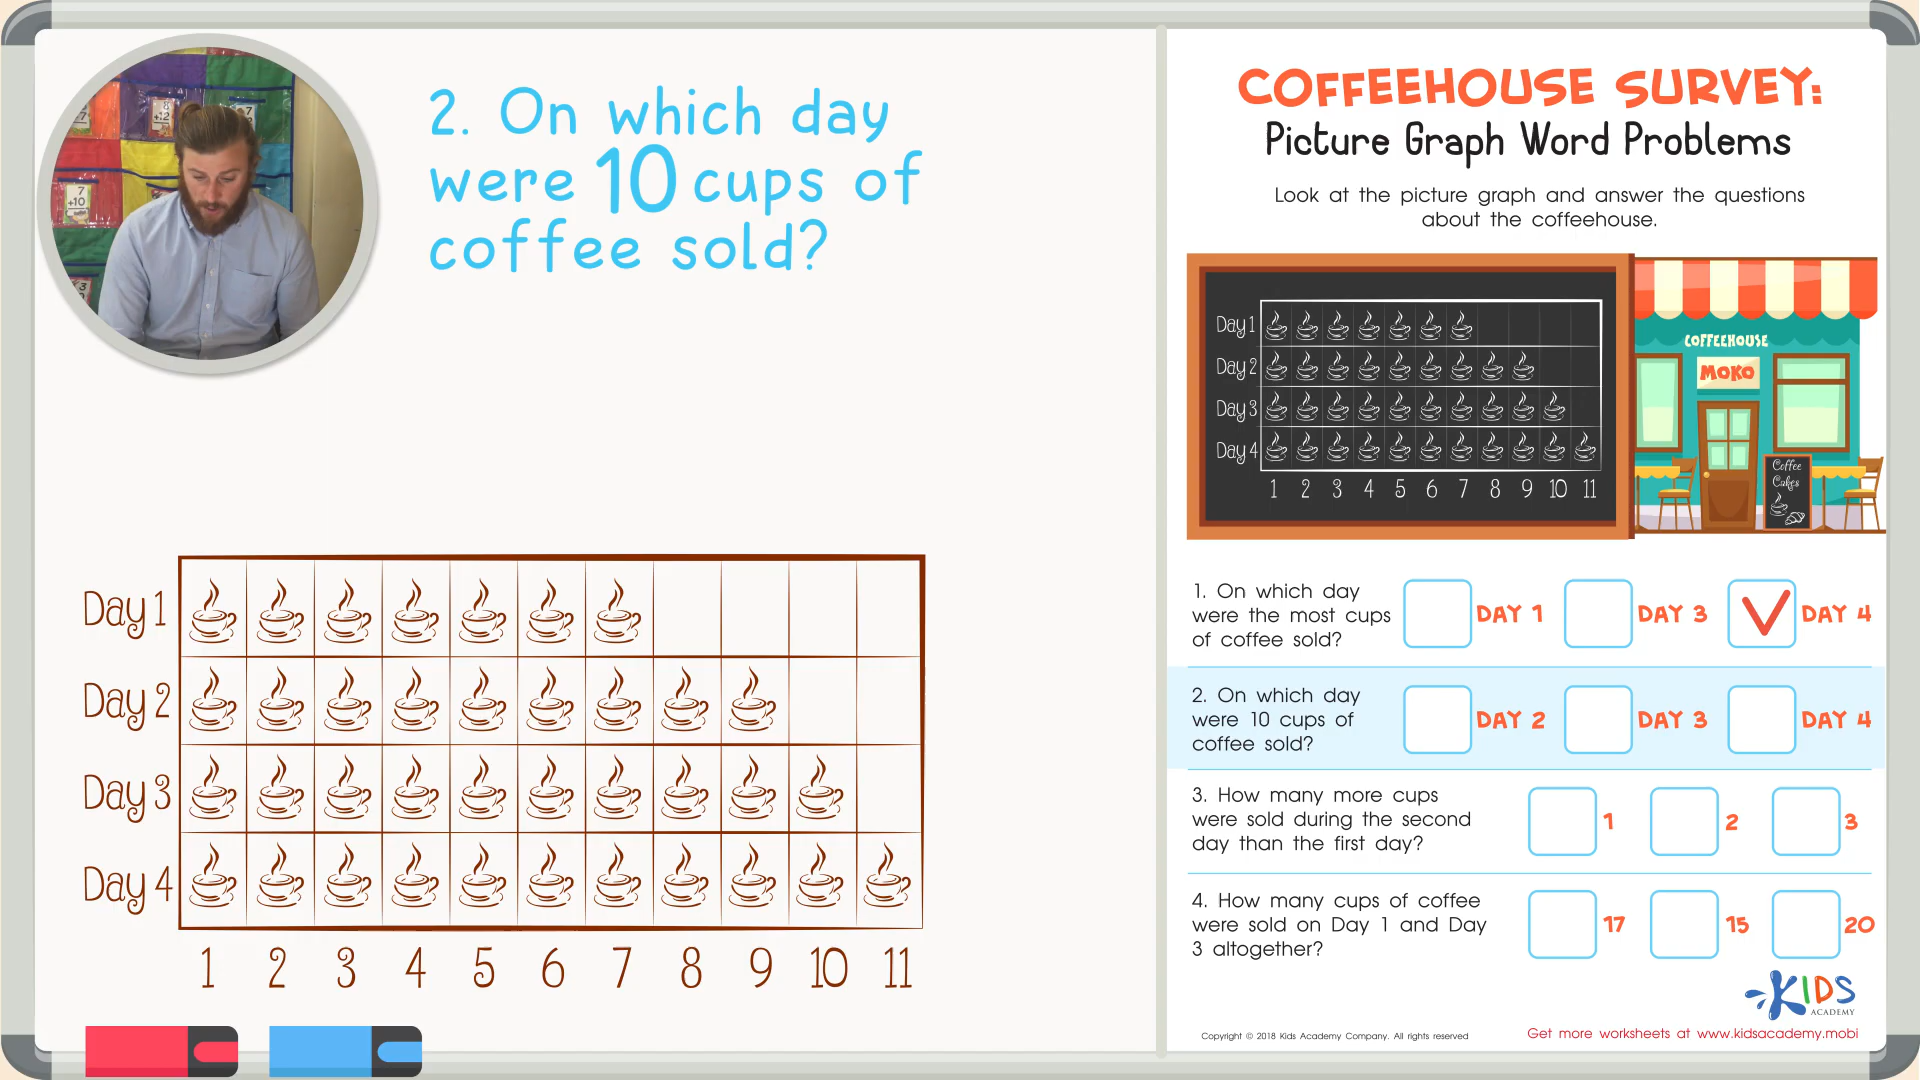 2. On which day
were 10 cups of
coffee sold?
Day 1
Day 2
Day 3
Day 4
1 2 3 4 5 6 7 8 9 10 11
COFFEEHOUSE SURVEY:
Picture Graph Word Problems
Look at the picture graph and answer the questions
about the coffeehouse.
Day 1
Day 2
Day 3
Day 4
1 2 3 4 5 6 7 8 9 10 11
COFFEEHOUSE
MOKO
Coffee
Cakes
1. On which day
were the most cups
of coffee sold?
DAY 1 DAY 3 DAY 4
2. On which day
were 10 cups of
coffee sold?
DAY 2 DAY 3 DAY 4
3. How many more cups
were sold during the second
day than the first day?
1 2 3
4. How many cups of coffee
were sold on Day 1 and Day
3 altogether?
17 15 20
KIDS
ACADEMY
Copyright © 2018 Kids Academy Company. All rights reserved
Get more worksheets at www.kidsacademy.mobi